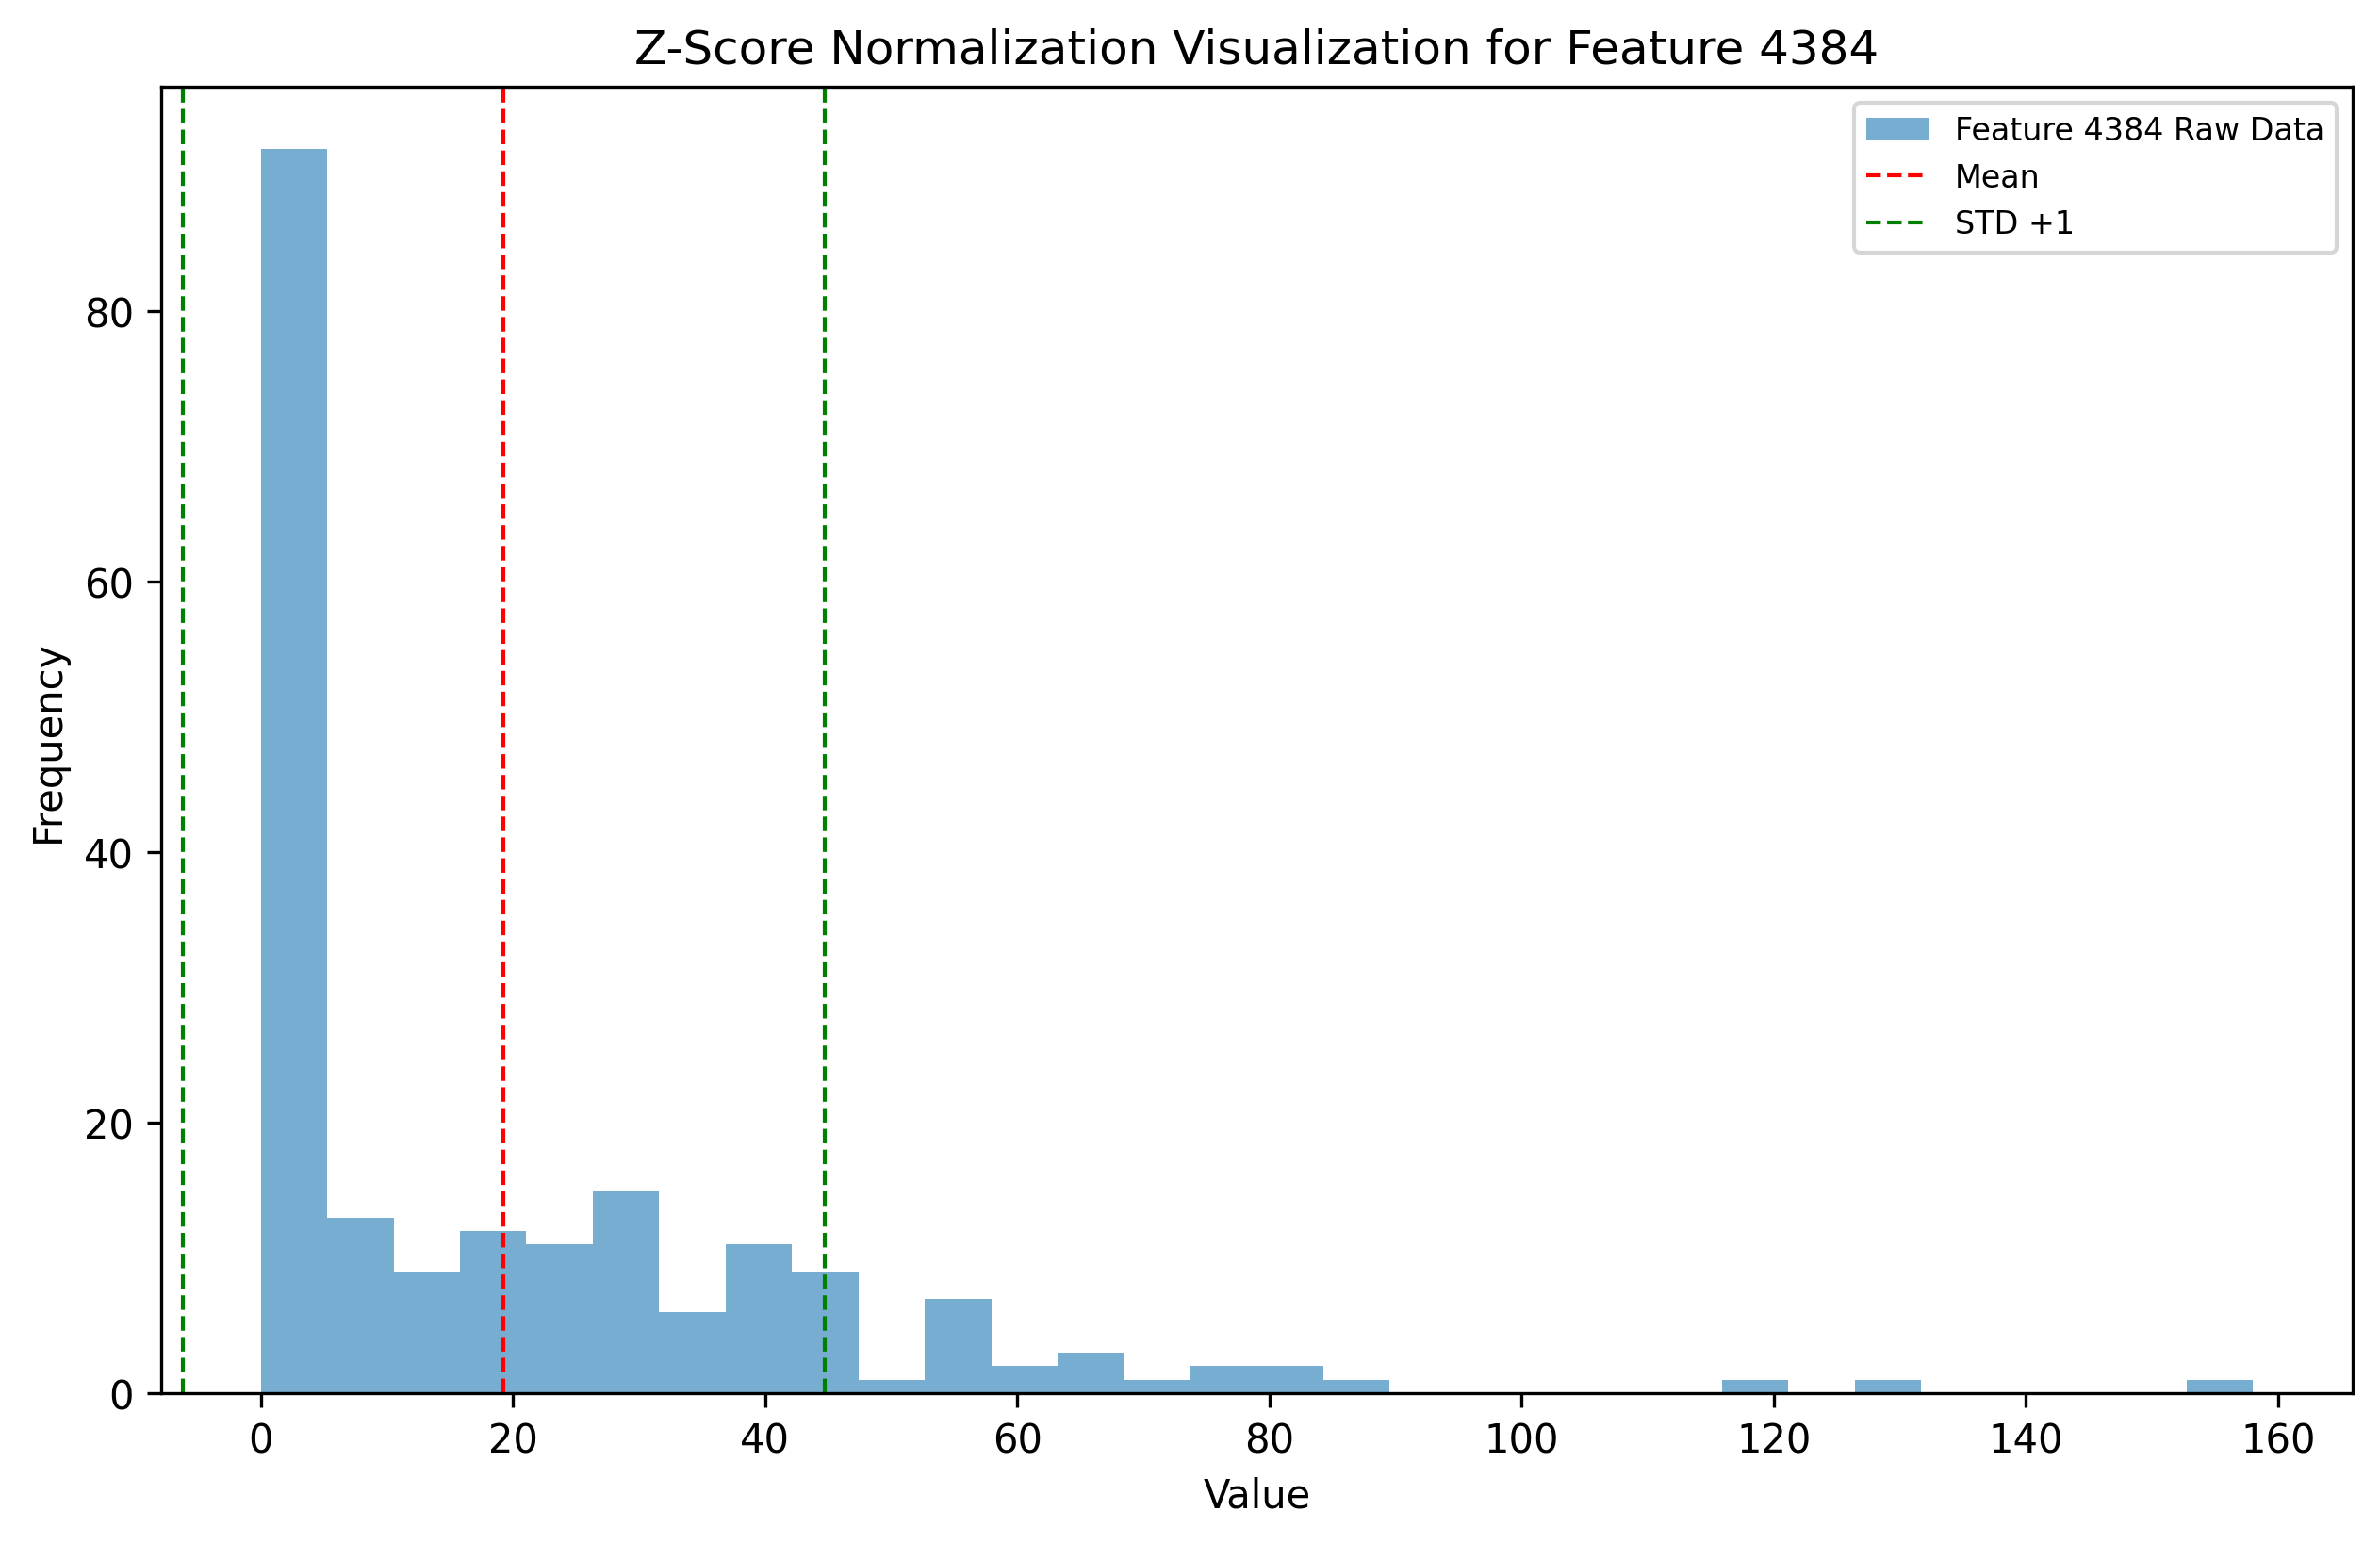 Z-Score Normalization Visualization for Feature 4384
Feature 4384 Raw Data
Mean
STD +1
Frequency
80
60
40
20
0
0 20 40 60 80 100 120 140 160
Value